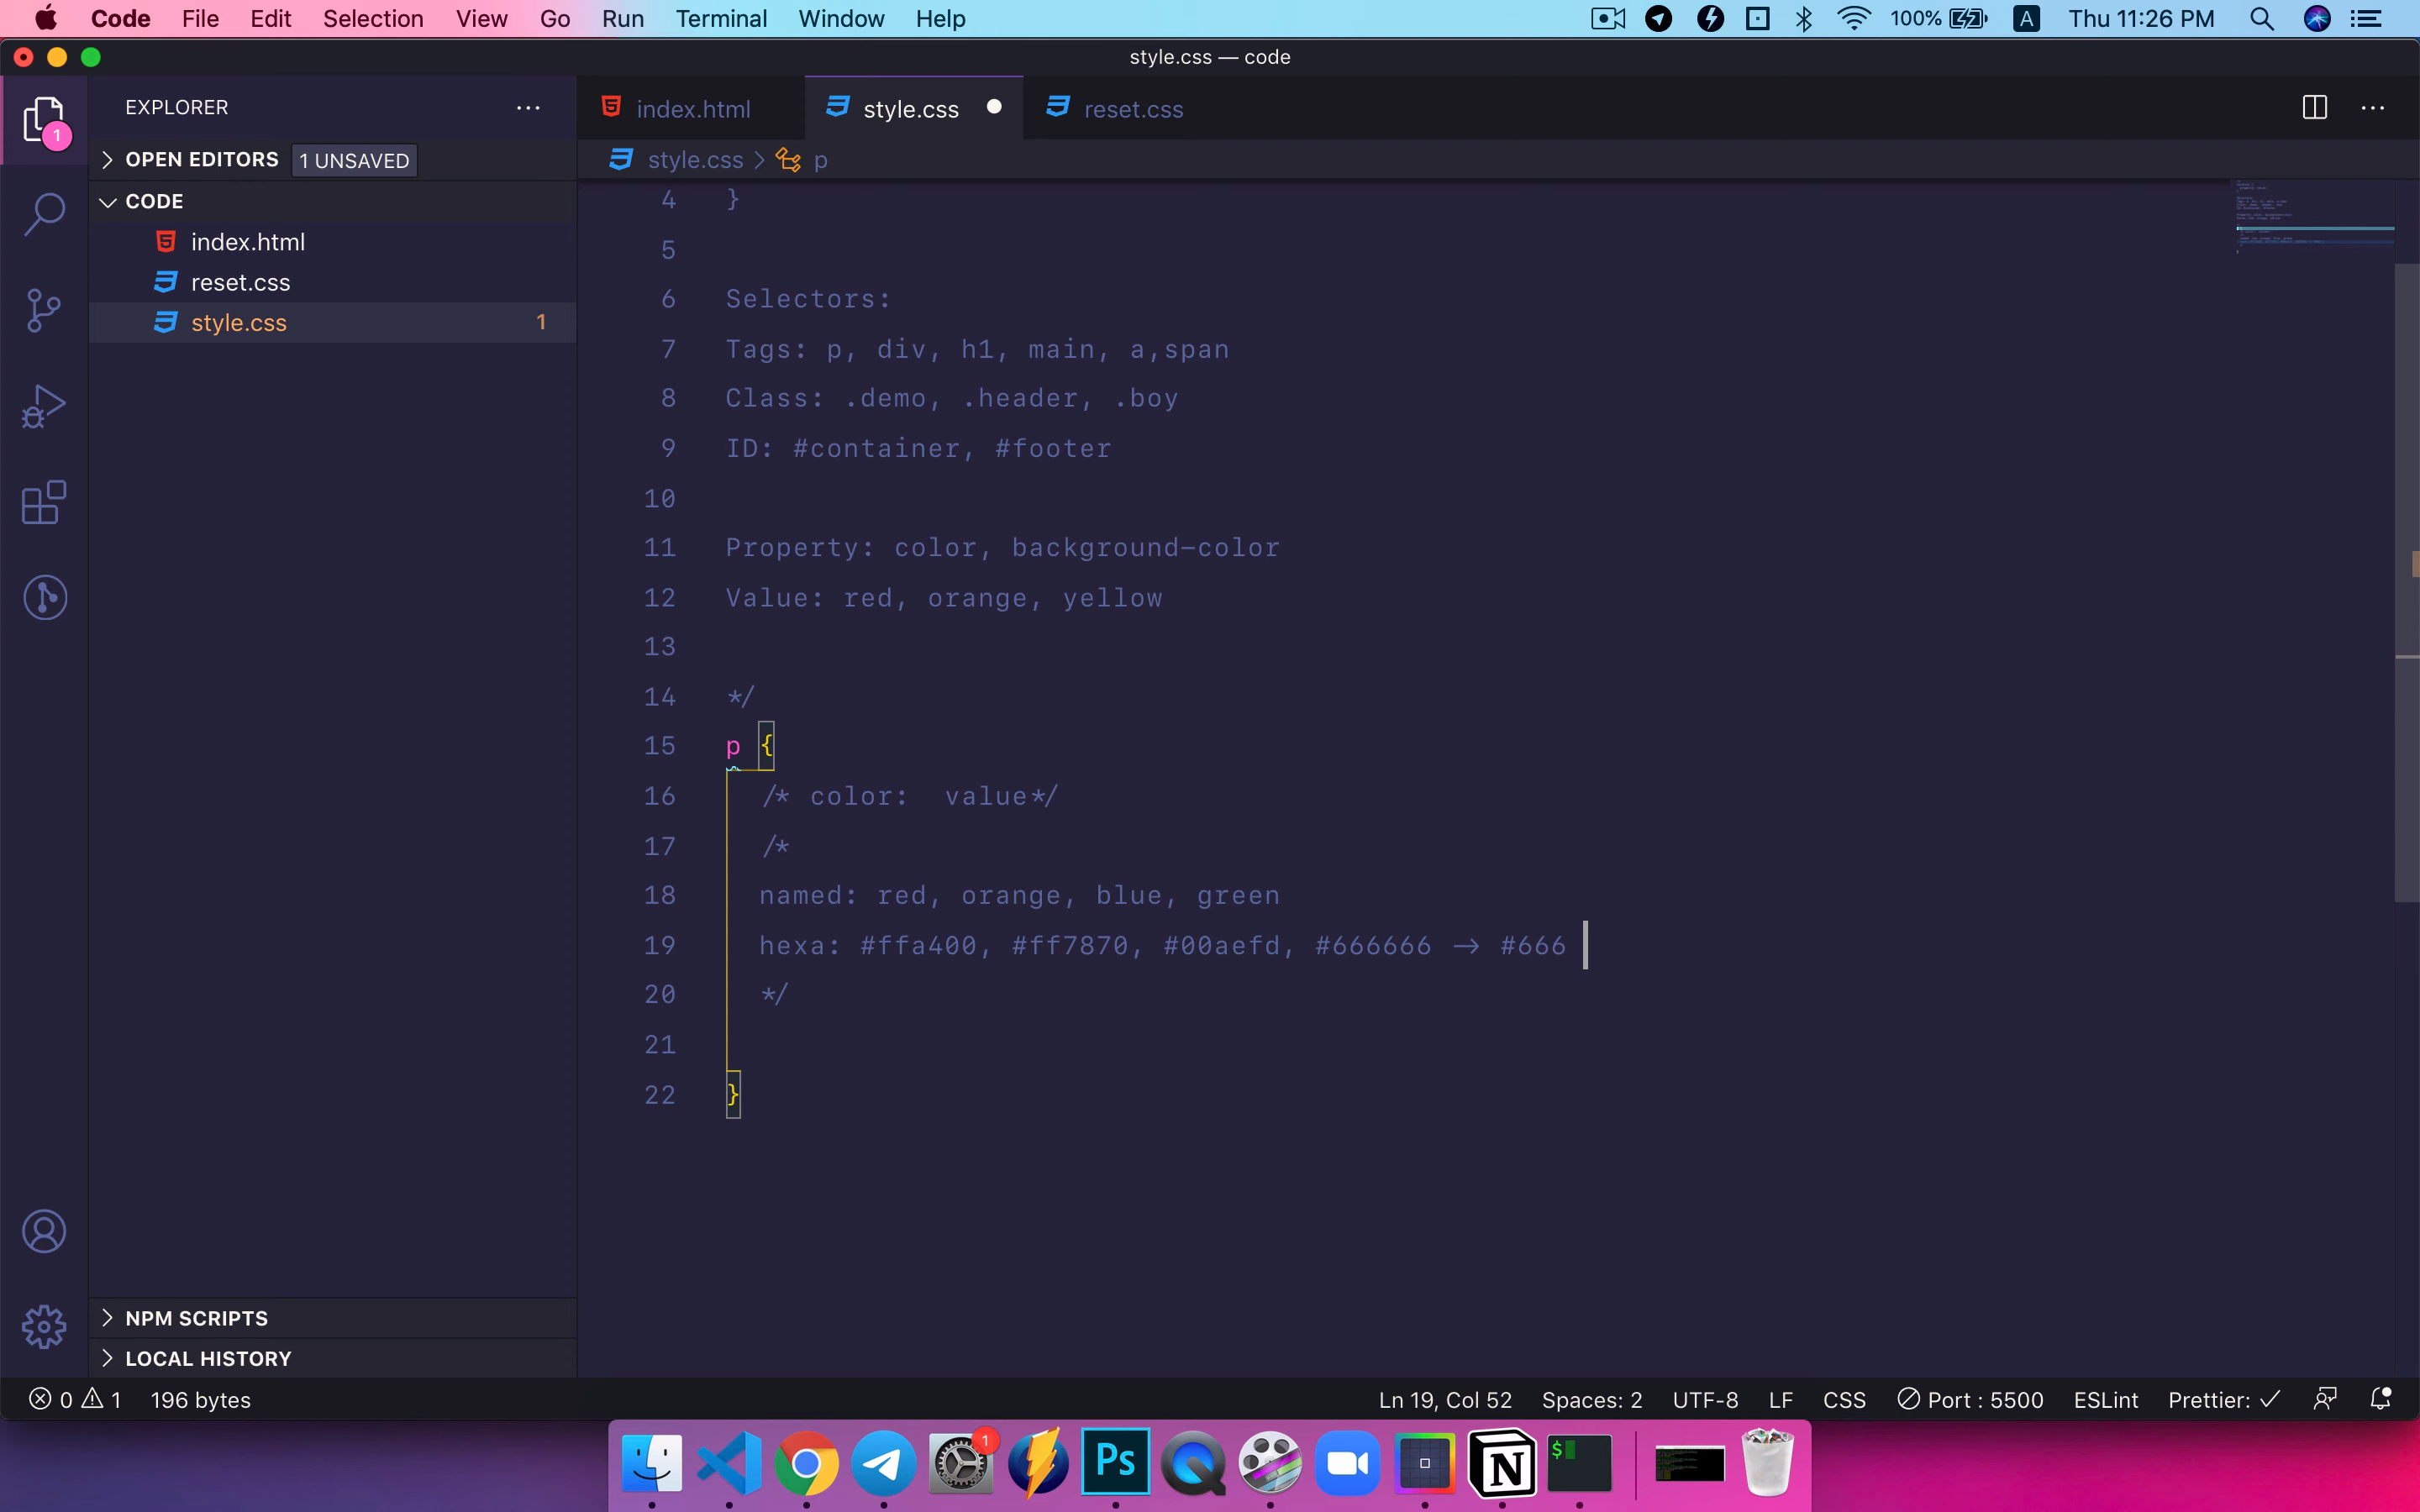 Code File Edit Selection View Go Run Terminal Window Help 100% A Thu 11:26 PM
style.css — code
1
EXPLORER
OPEN EDITORS 1 UNSAVED
CODE
index.html
reset.css
style.css 1
NPM SCRIPTS
LOCAL HISTORY
index.html style.css reset.css
style.css > p
4 }
5
6 Selectors:
7 Tags: p, div, h1, main, a,span
8 Class: .demo, .header, .boy
9 ID: #container, #footer
10
11 Property: color, background-color
12 Value: red, orange, yellow
13
14 */
15 p {
16 /* color:  value*/
17 /*
18 named: red, orange, blue, green
19 hexa: #ffa400, #ff7870, #00aefd, #666666 -> #666
20 */
21
22 }
0 1 196 bytes Ln 19, Col 52 Spaces: 2 UTF-8 LF CSS Port : 5500 ESLint Prettier: ✓
1 Ps N $